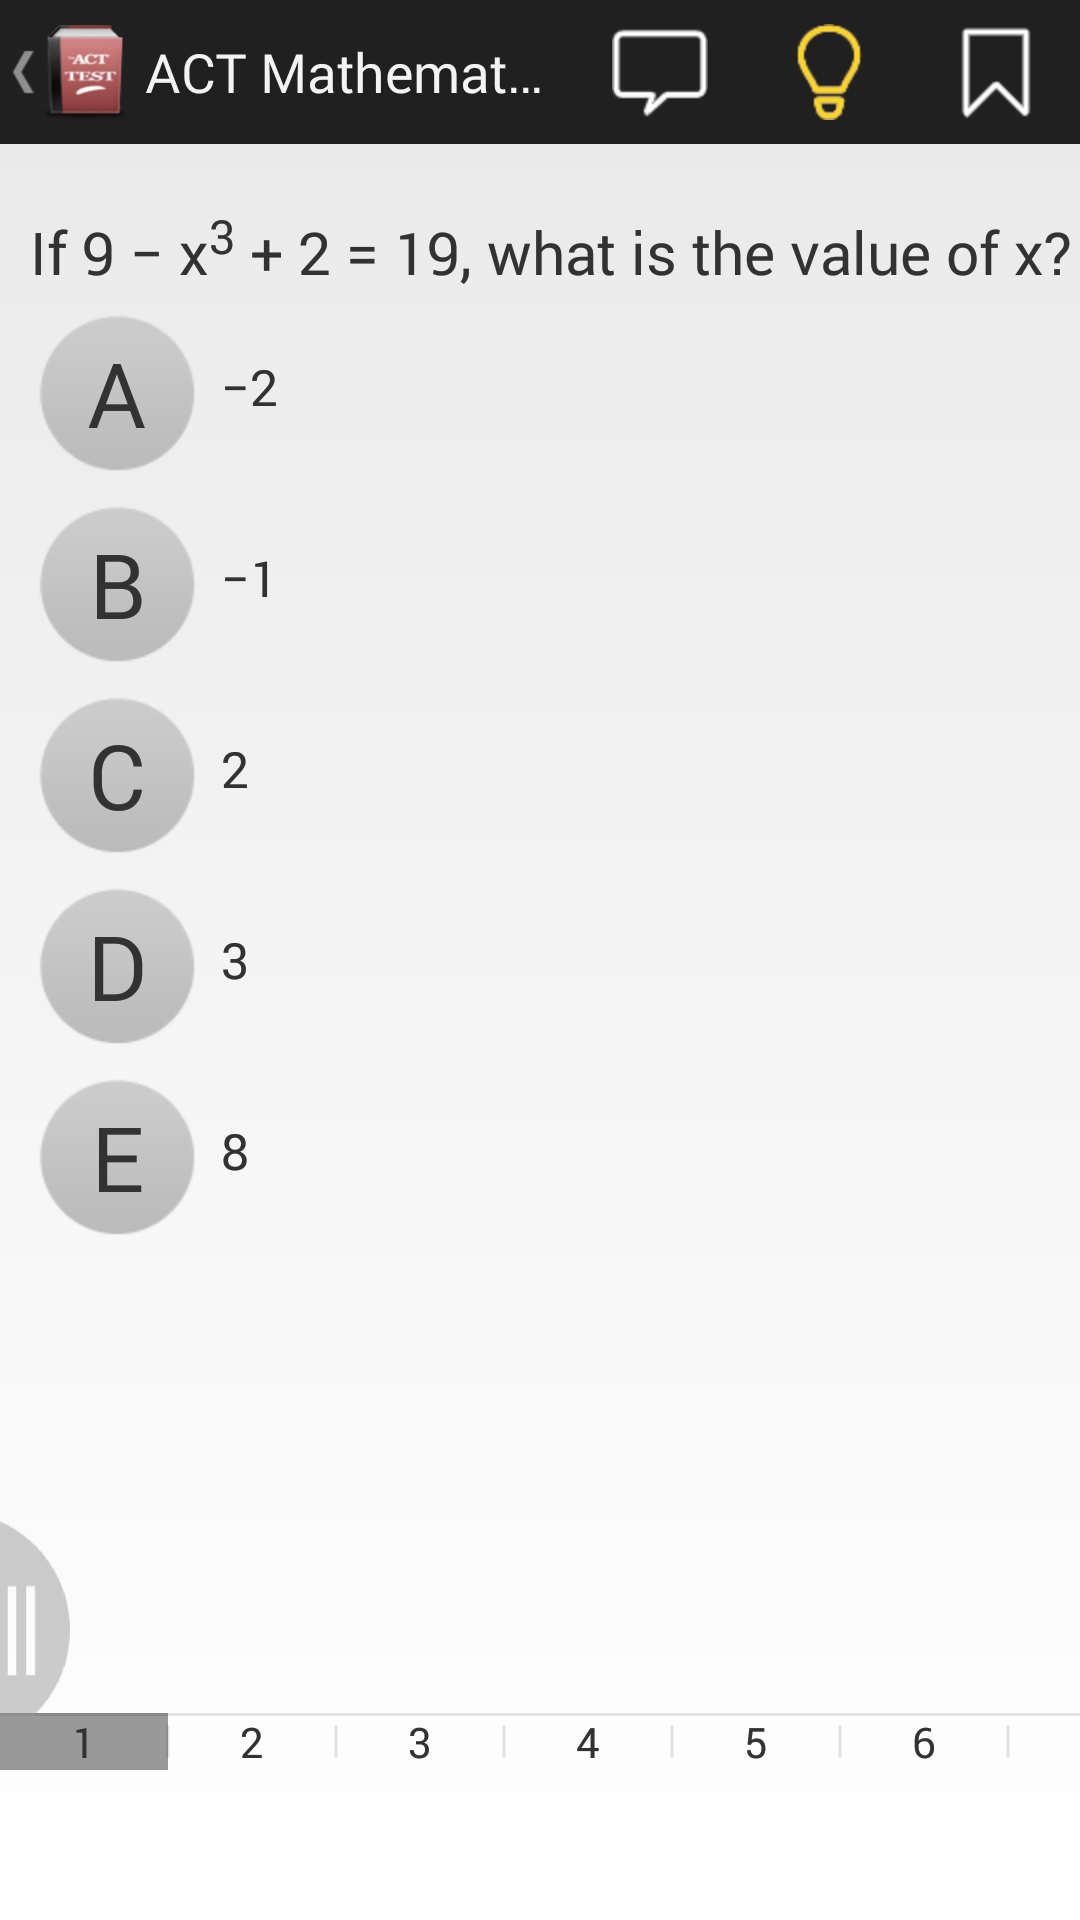 ACT
TEST
ACT Mathemat...
If 9 − x³ + 2 = 19, what is the value of x?
A −2
B −1
C 2
D 3
E 8
1 2 3 4 5 6